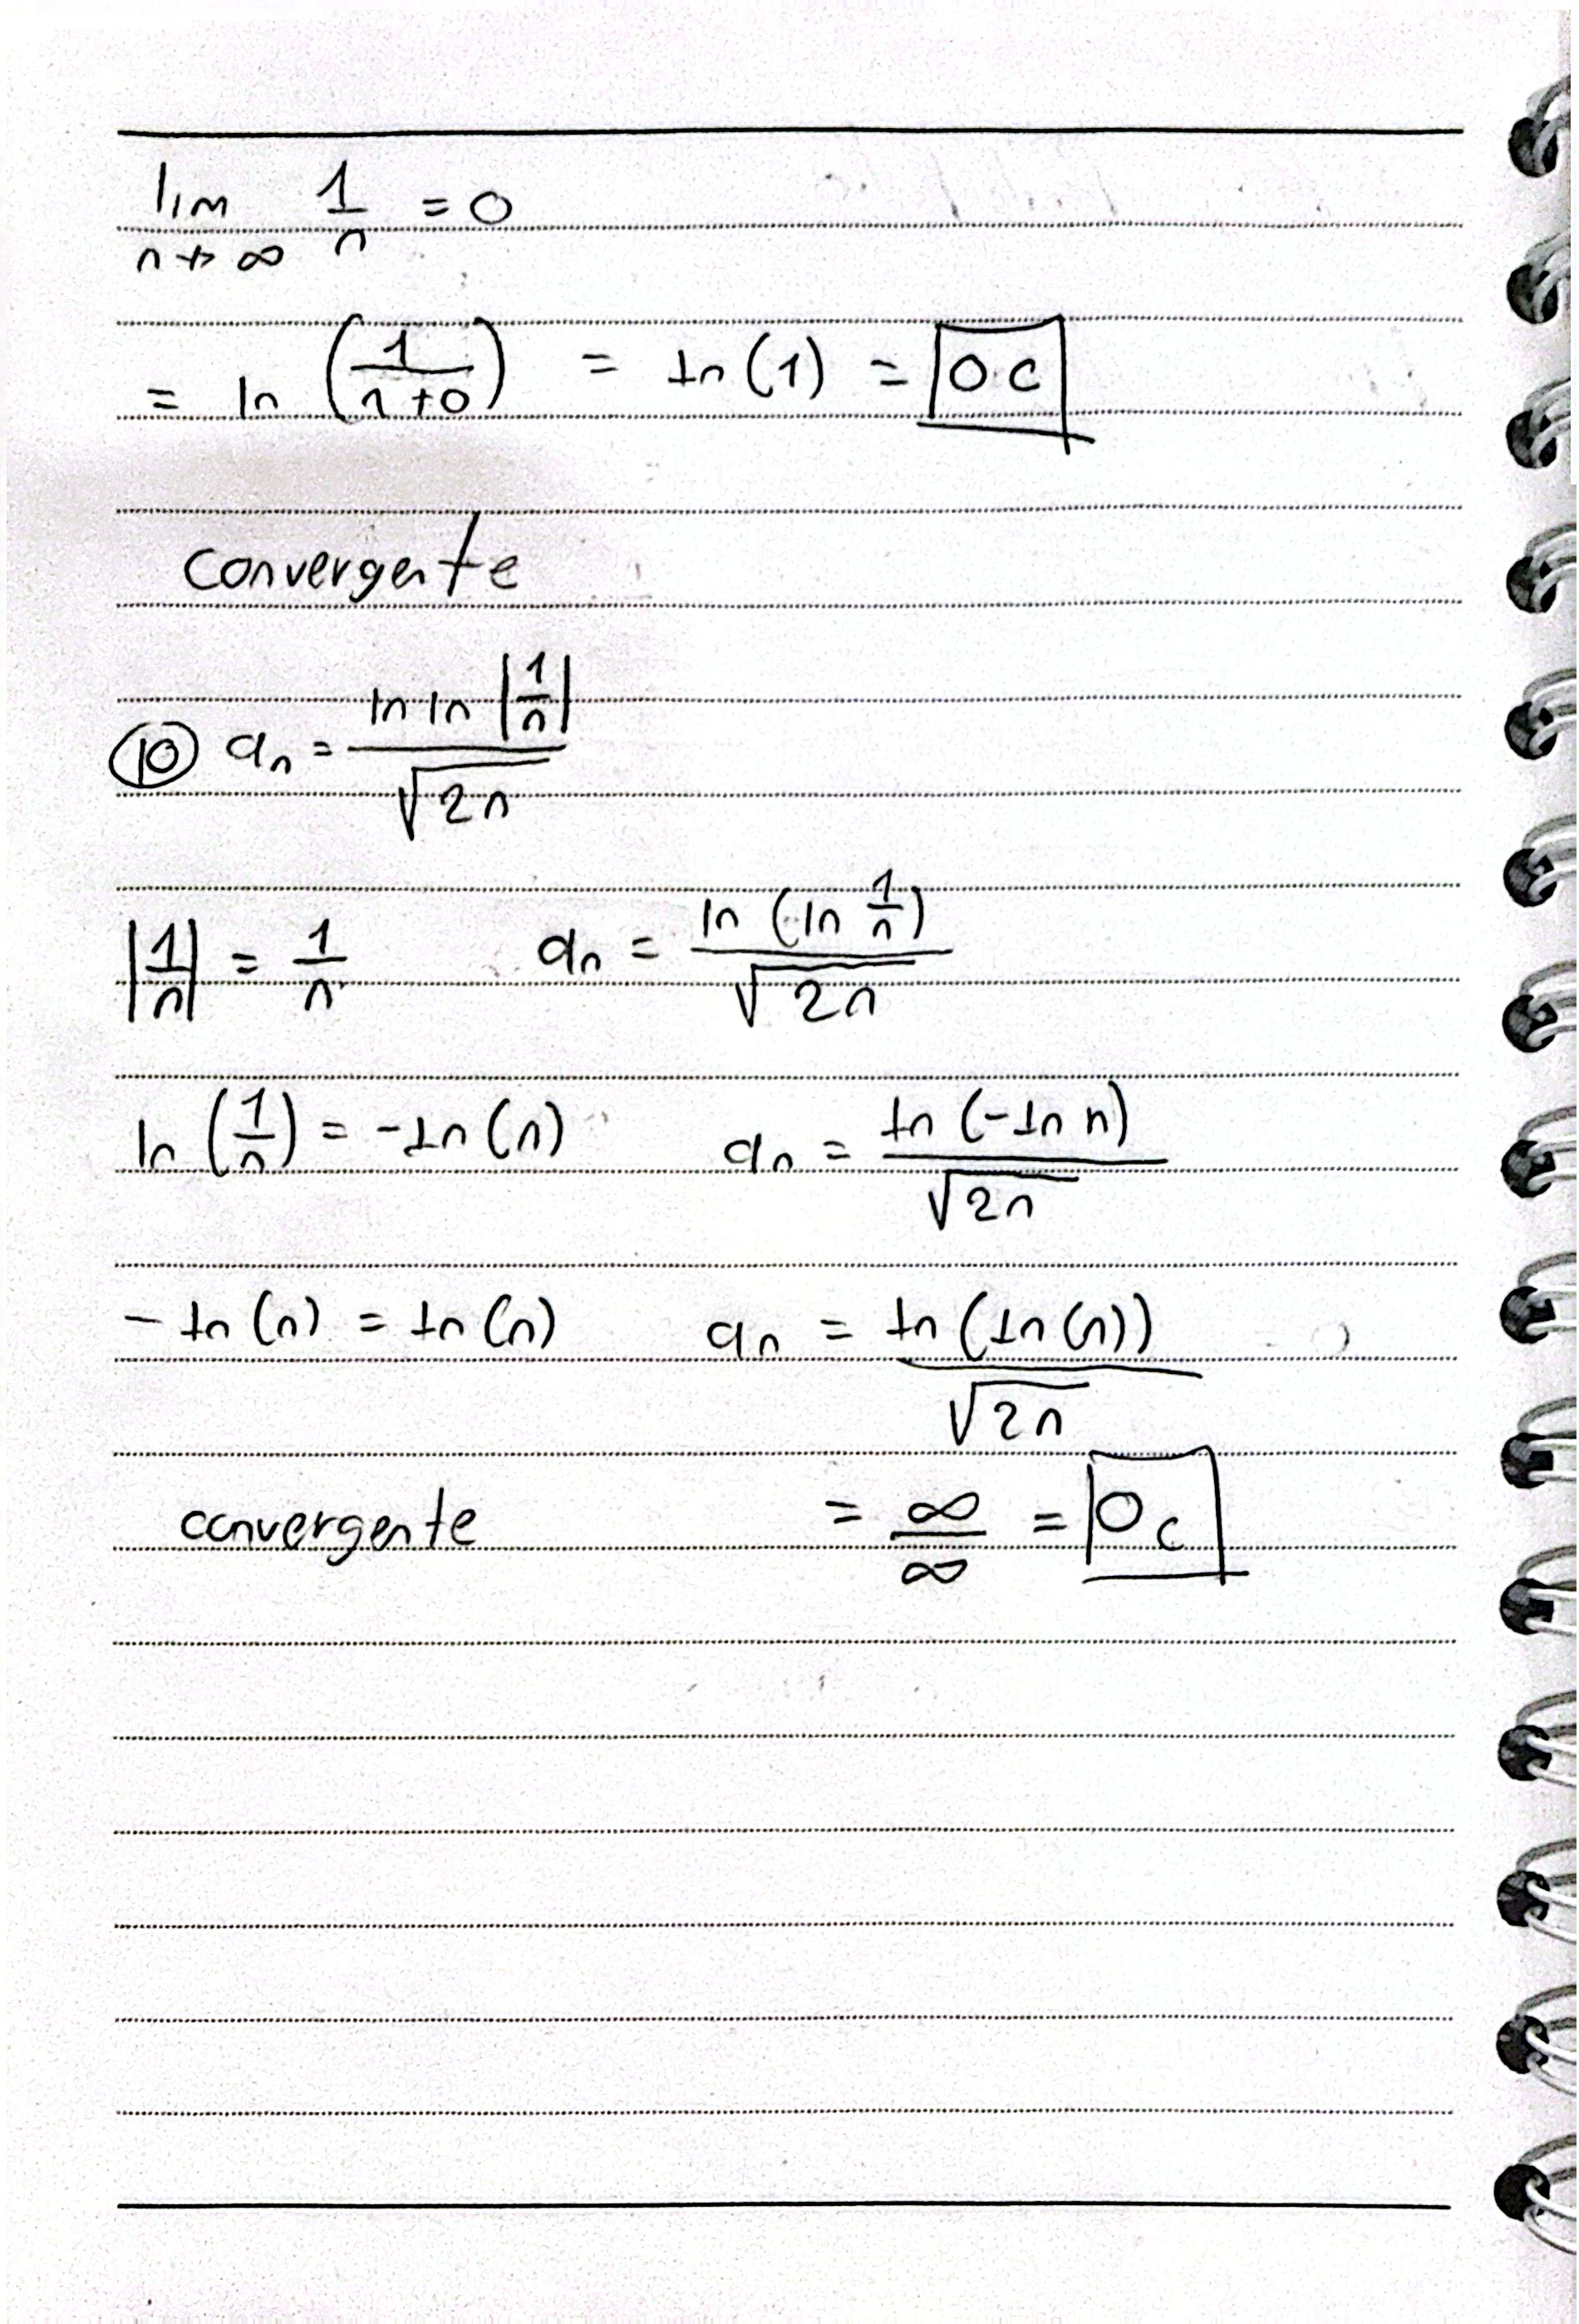 lim 1/n = 0
n→∞
= ln (1/(1+0)) = ln(1) = 0 C
convergente
(10) an = ln ln |1/n| / √2n
|1/n| = 1/n    an = ln (ln 1/n) / √2n
ln (1/n) = -ln(n)    an = ln (-ln n) / √2n
- ln(n) = ln(n)    an = ln(ln(n)) / √2n
convergente    = ∞/∞ = 0 C